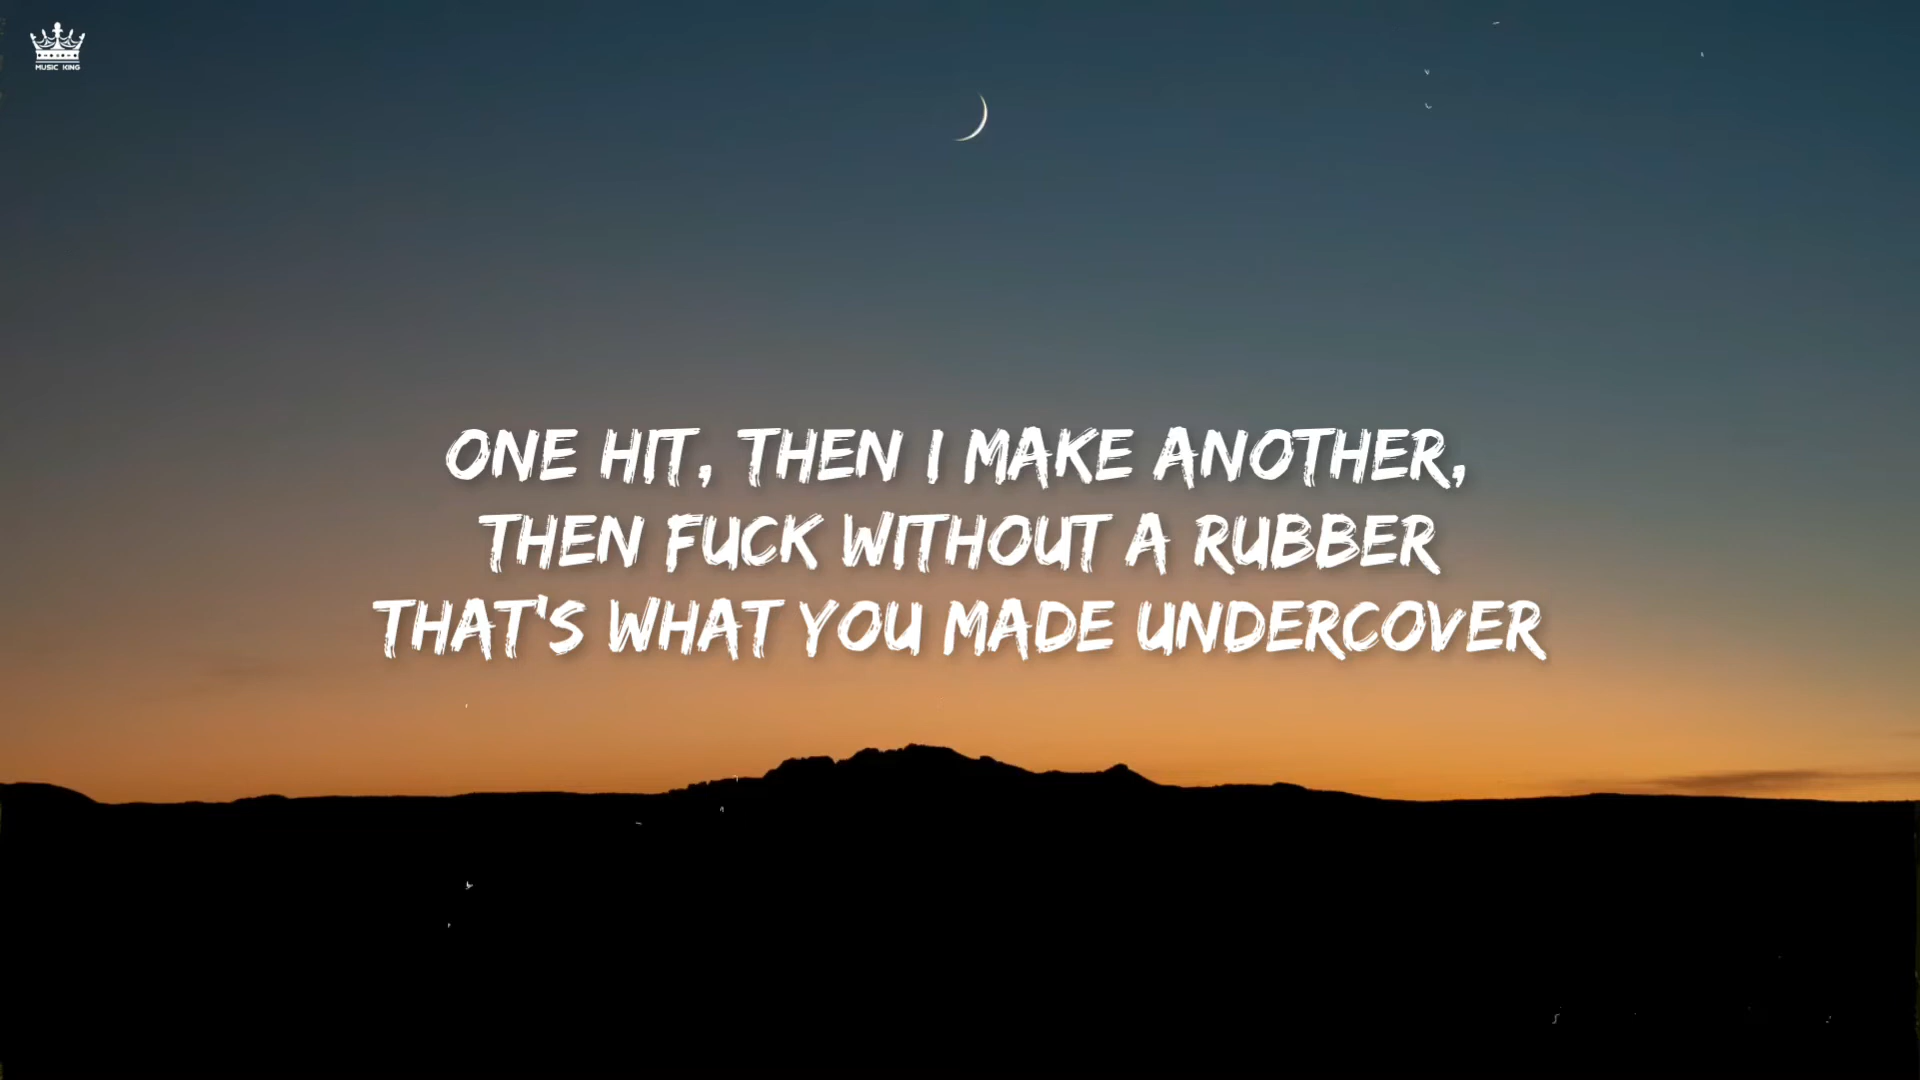 MUSIC KING
ONE HIT, THEN I MAKE ANOTHER,
THEN FUCK WITHOUT A RUBBER
THAT'S WHAT YOU MADE UNDERCOVER